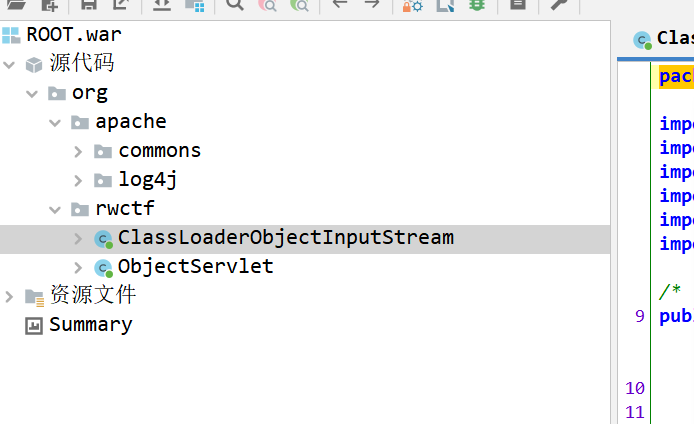 ROOT.war
源代码
org
apache
commons
log4j
rwctf
ClassLoaderObjectInputStream
ObjectServlet
资源文件
Summary
Clas
pack
impo
impo
impo
impo
impo
impo
/*
9 publ
10
11